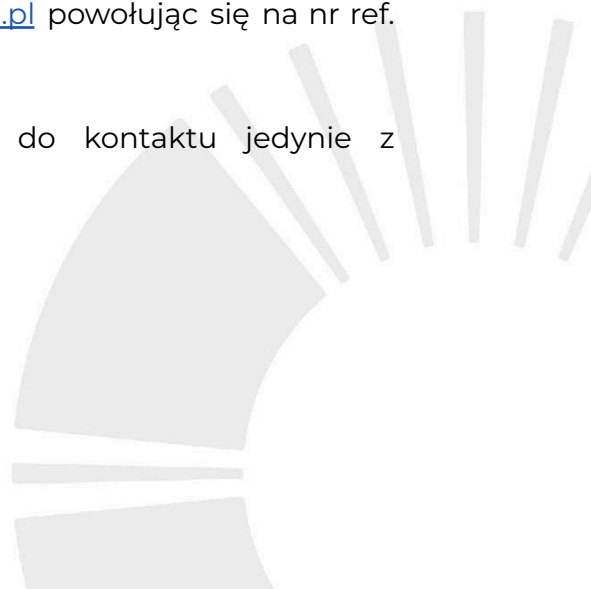 .pl powołując się na nr ref.
do kontaktu jedynie z